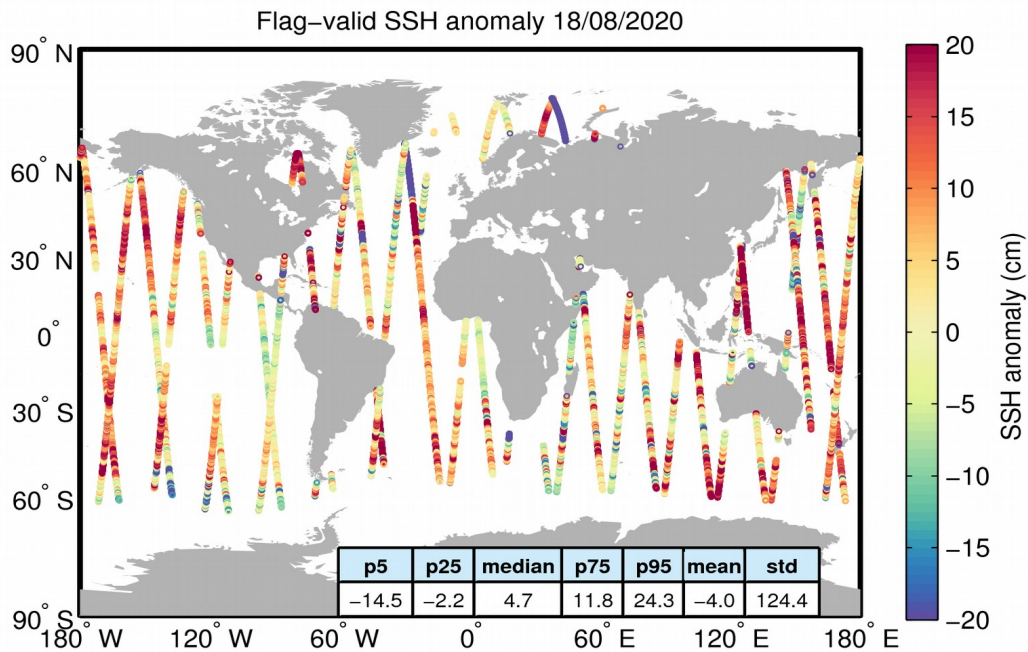 Flag−valid SSH anomaly 18/08/2020
90° N
60° N
30° N
0°
30° S
60° S
90° S
180° W
120° W
60° W
0°
60° E
120° E
180° E
p5 p25 median p75 p95 mean std
−14.5 −2.2 4.7 11.8 24.3 −4.0 124.4
20
15
10
5
0
−5
−10
−15
−20
SSH anomaly (cm)